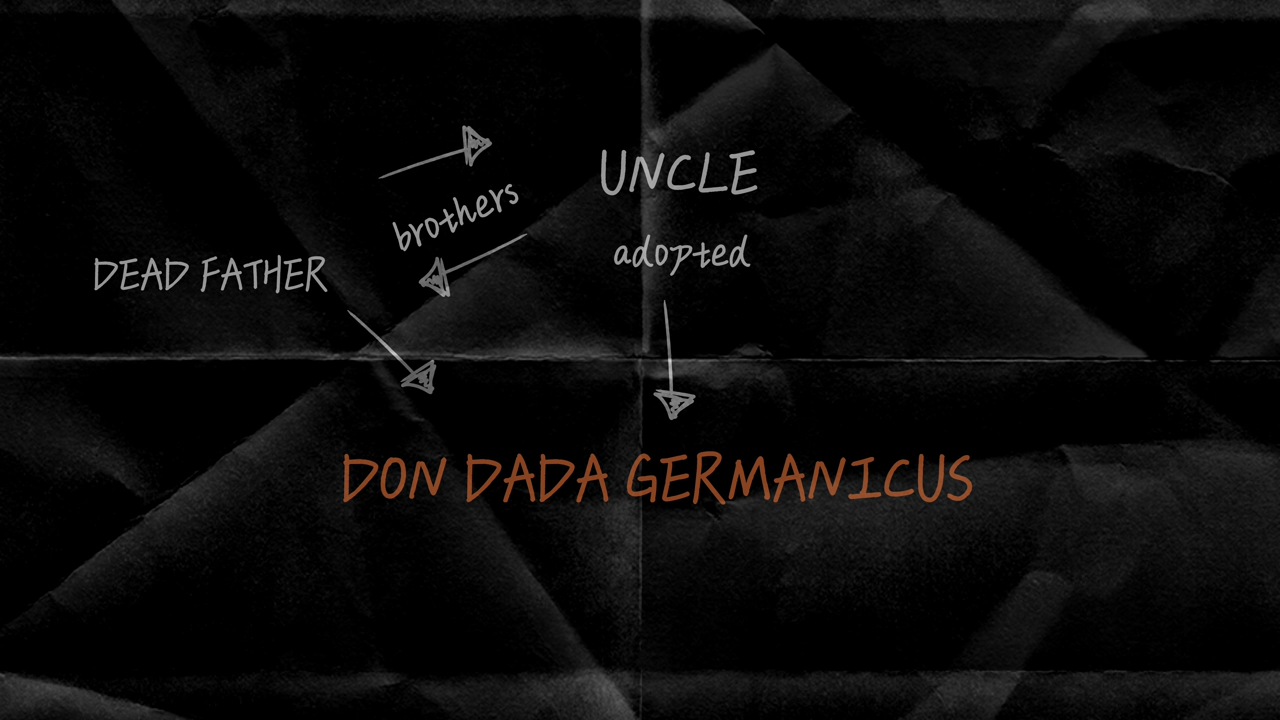 UNCLE
brothers
adopted
DEAD FATHER
DON DADA GERMANICUS